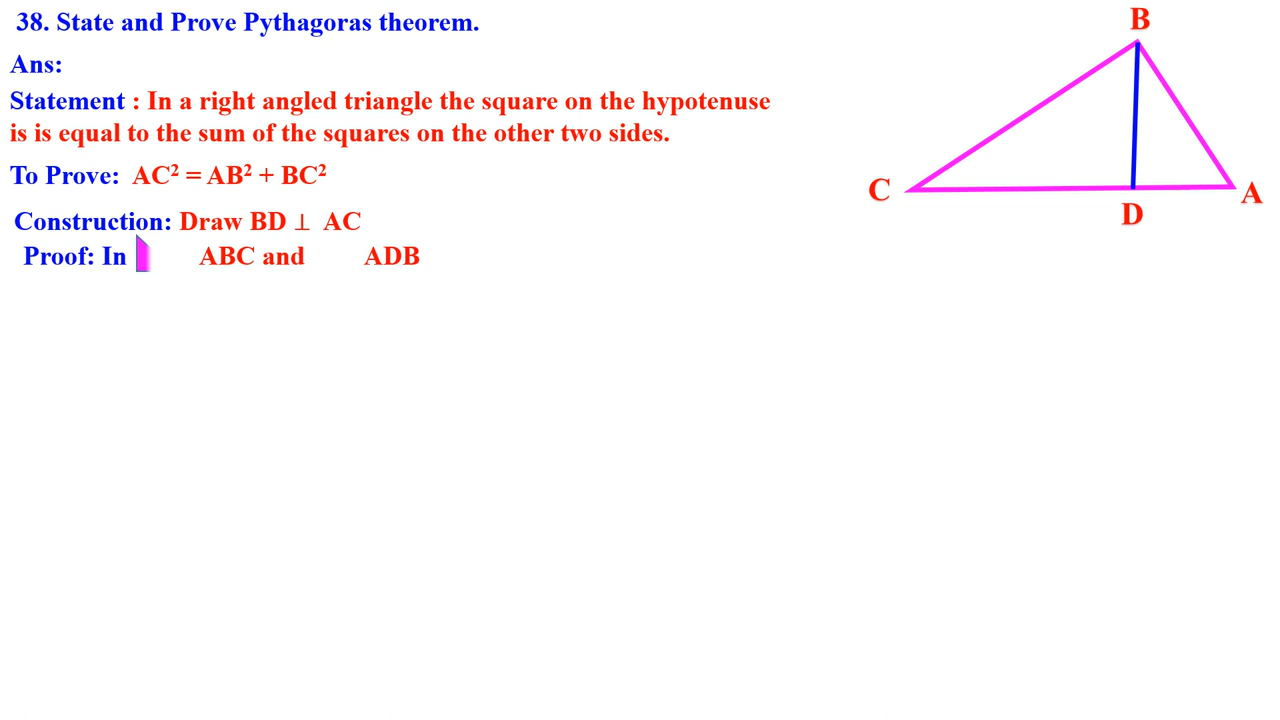 38. State and Prove Pythagoras theorem.
Ans:
Statement : In a right angled triangle the square on the hypotenuse
is is equal to the sum of the squares on the other two sides.
To Prove: AC² = AB² + BC²
Construction: Draw BD ⊥ AC
Proof: In ABC and ADB
B
C
A
D